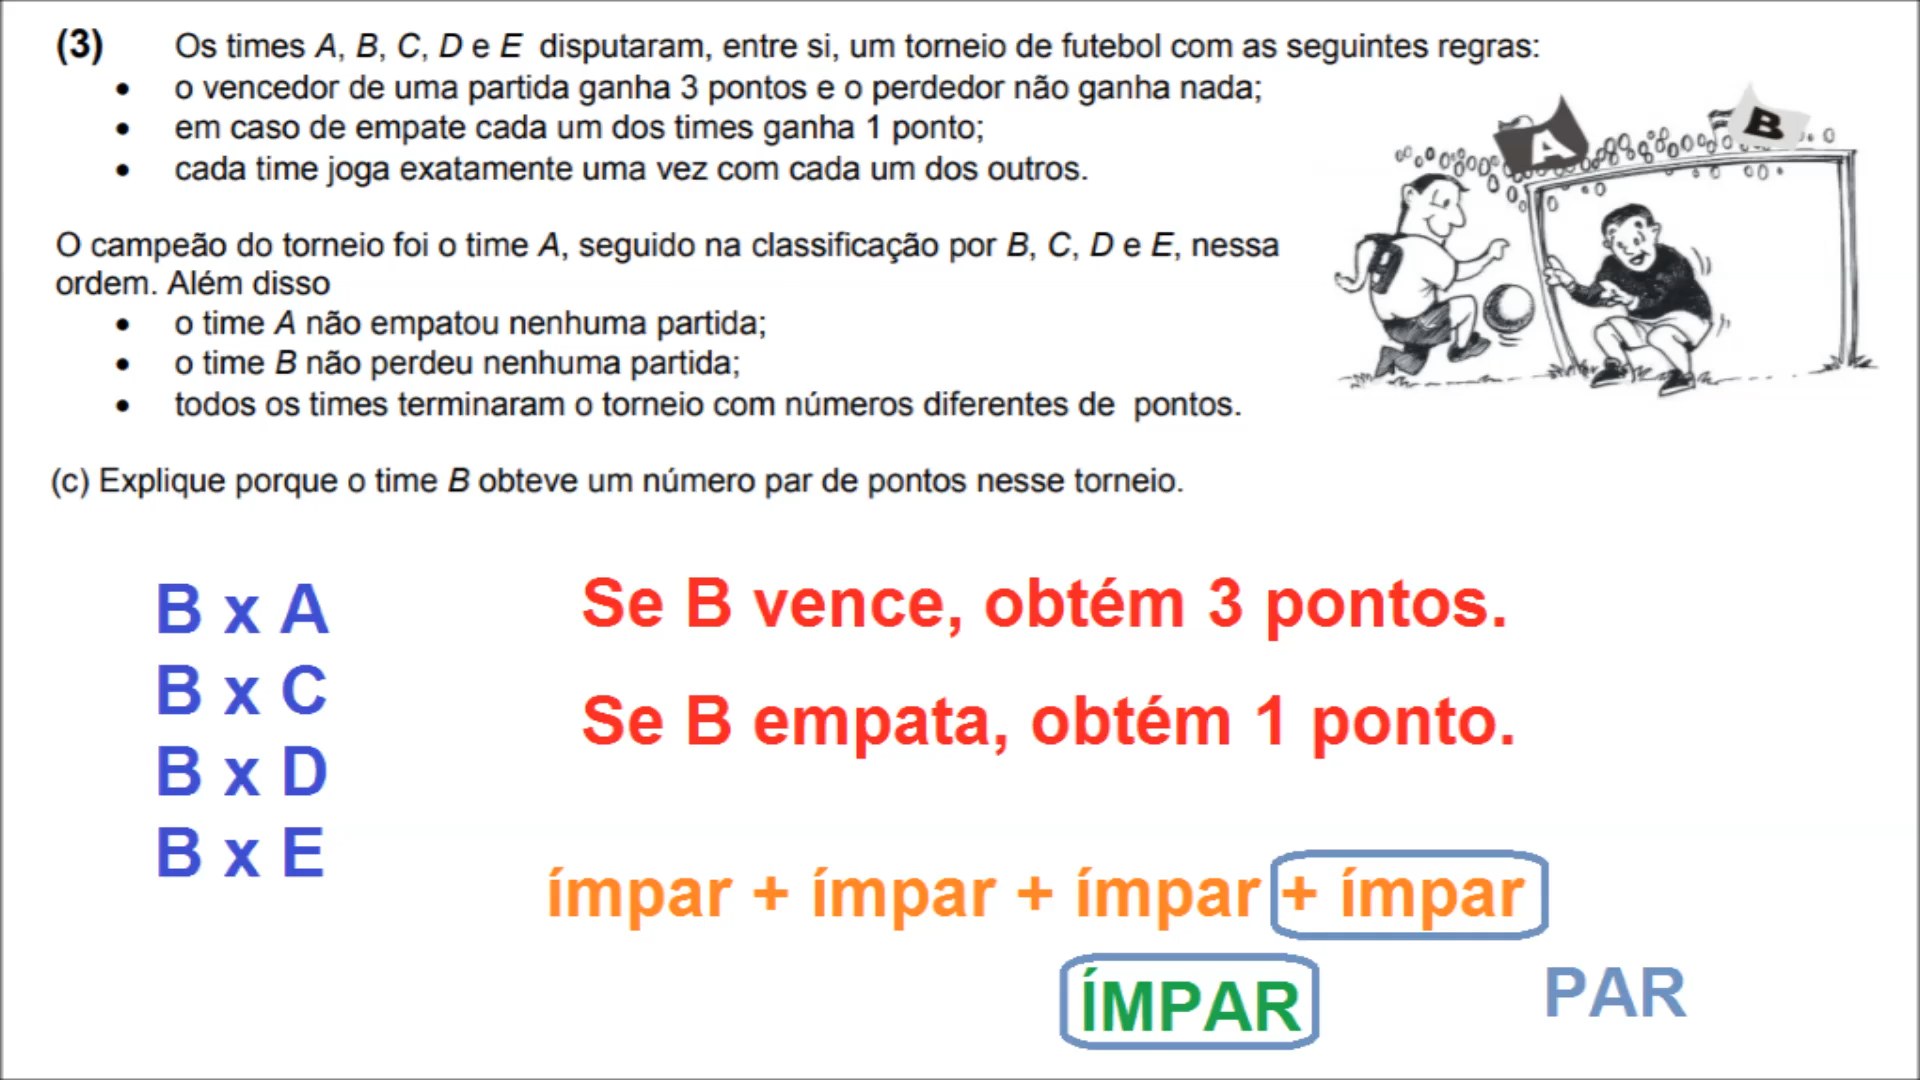 (3) Os times A, B, C, D e E disputaram, entre si, um torneio de futebol com as seguintes regras:
• o vencedor de uma partida ganha 3 pontos e o perdedor não ganha nada;
• em caso de empate cada um dos times ganha 1 ponto;
• cada time joga exatamente uma vez com cada um dos outros.
A
B
O campeão do torneio foi o time A, seguido na classificação por B, C, D e E, nessa
ordem. Além disso
• o time A não empatou nenhuma partida;
• o time B não perdeu nenhuma partida;
• todos os times terminaram o torneio com números diferentes de pontos.
(c) Explique porque o time B obteve um número par de pontos nesse torneio.
B x A
B x C
B x D
B x E
Se B vence, obtém 3 pontos.
Se B empata, obtém 1 ponto.
ímpar + ímpar + ímpar + ímpar
ÍMPAR
PAR